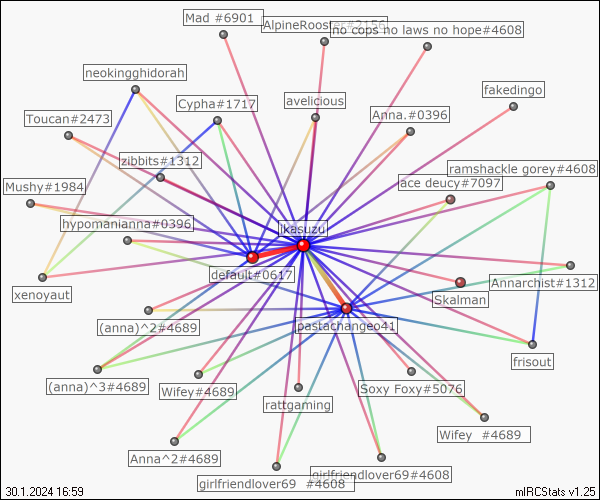 Mad #6901
AlpineRooster#2156
no cops no laws no hope#4608
neokingghidorah
Cypha#1717
avelicious
Anna.#0396
fakedingo
Toucan#2473
zibbits#1312
ramshackle gorey#4608
Mushy#1984
ace deucy#7097
hypomanianna#0396
ikasuzu
default#0617
Annarchist#1312
xenoyaut
Skalman
(anna)^2#4689
pastachangeo41
frisout
(anna)^3#4689
Wifey#4689
rattgaming
Soxy Foxy#5076
Wifey #4689
Anna^2#4689
girlfriendlover69 #4608
girlfriendlover69#4608
30.1.2024 16:59
mIRCStats v1.25